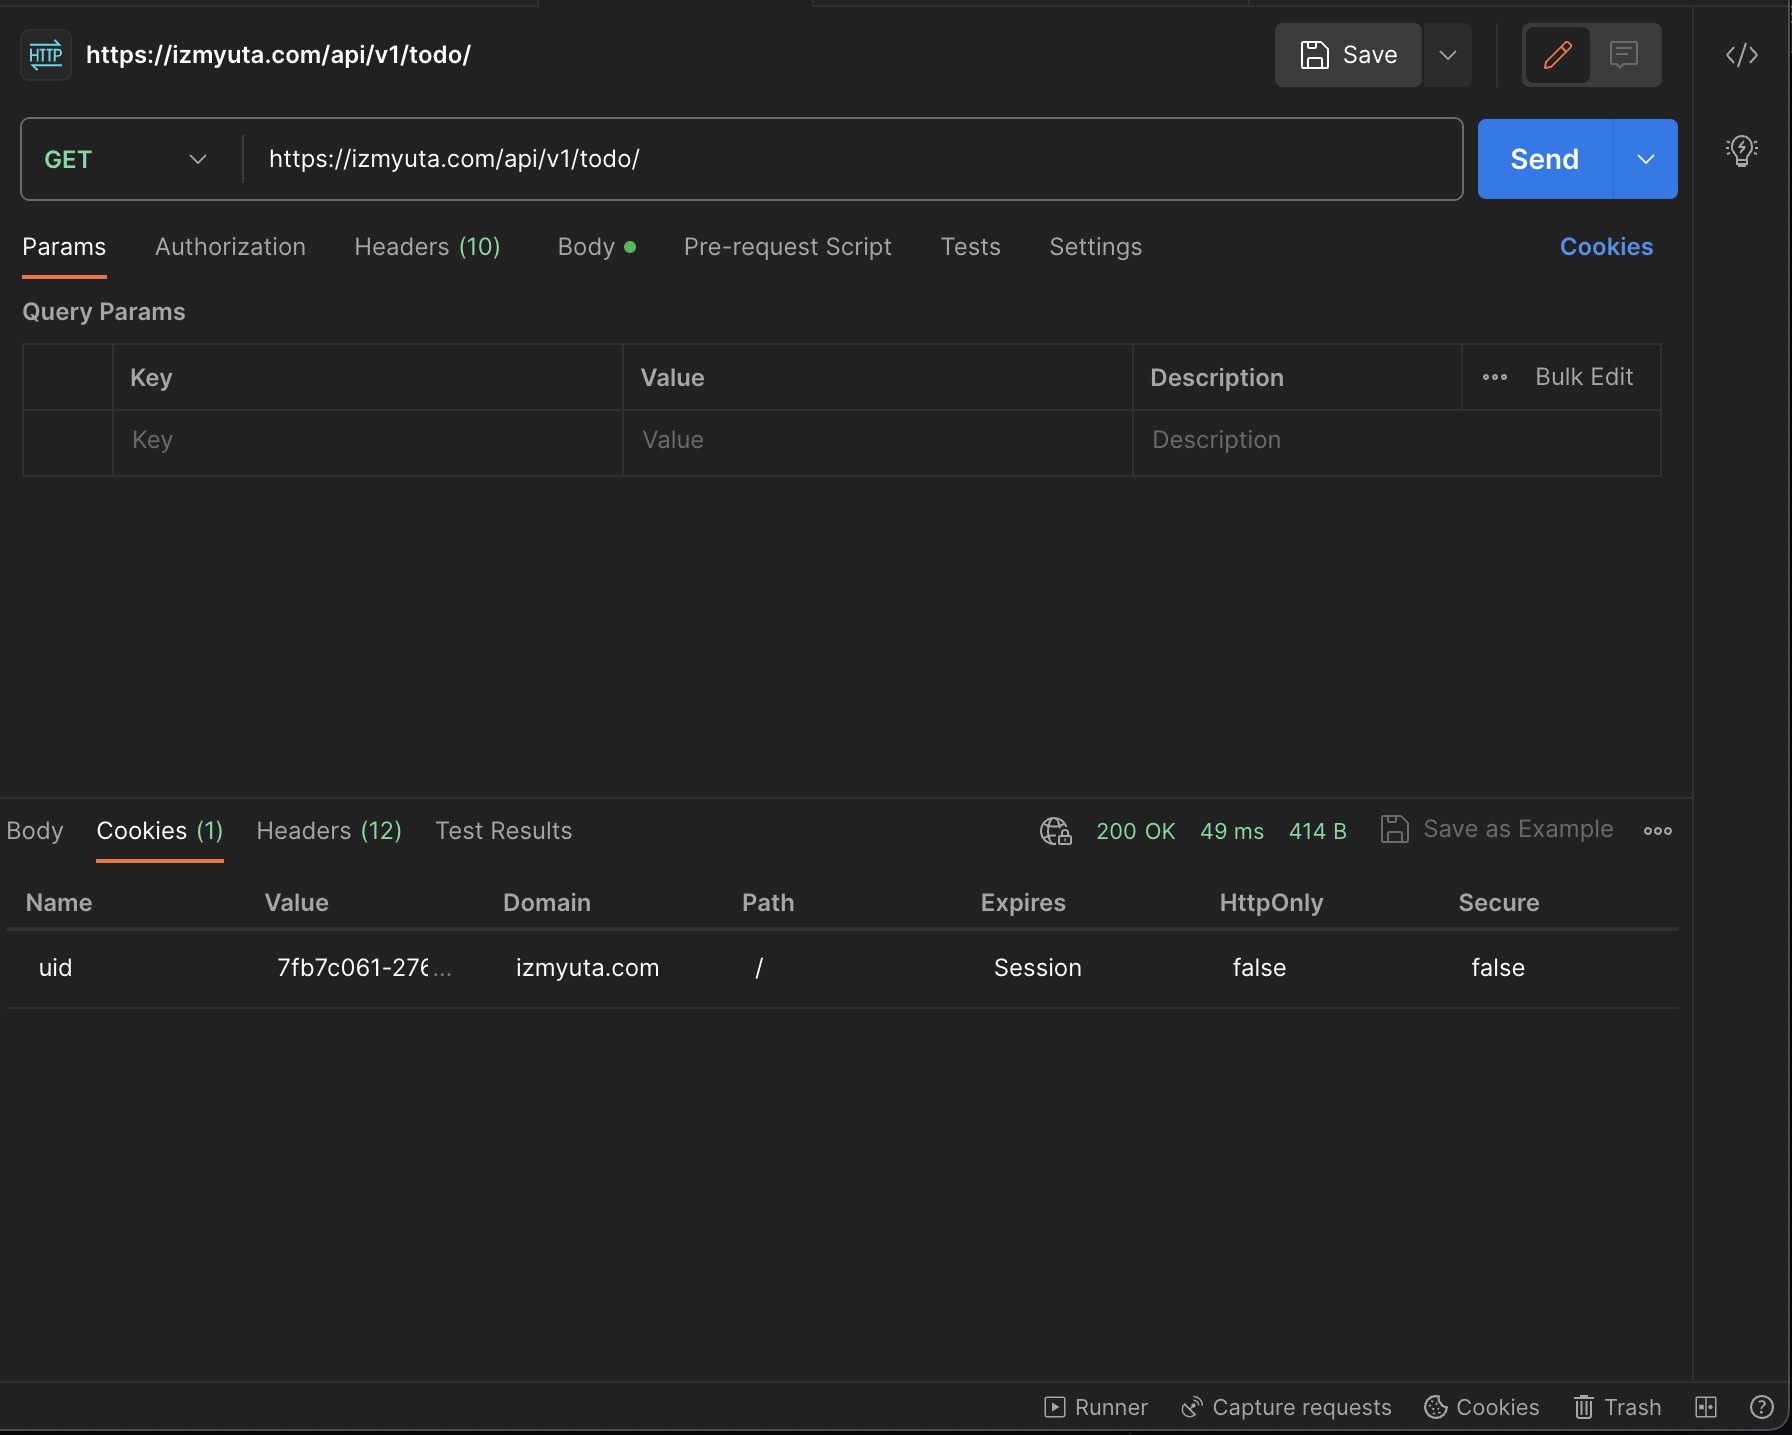 HTTP https://izmyuta.com/api/v1/todo/ Save
GET https://izmyuta.com/api/v1/todo/ Send
Params Authorization Headers (10) Body Pre-request Script Tests Settings Cookies
Query Params
Key Value Description Bulk Edit
Key Value Description
Body Cookies (1) Headers (12) Test Results 200 OK 49 ms 414 B Save as Example
Name Value Domain Path Expires HttpOnly Secure
uid 7fb7c061-276... izmyuta.com / Session false false
Runner Capture requests Cookies Trash